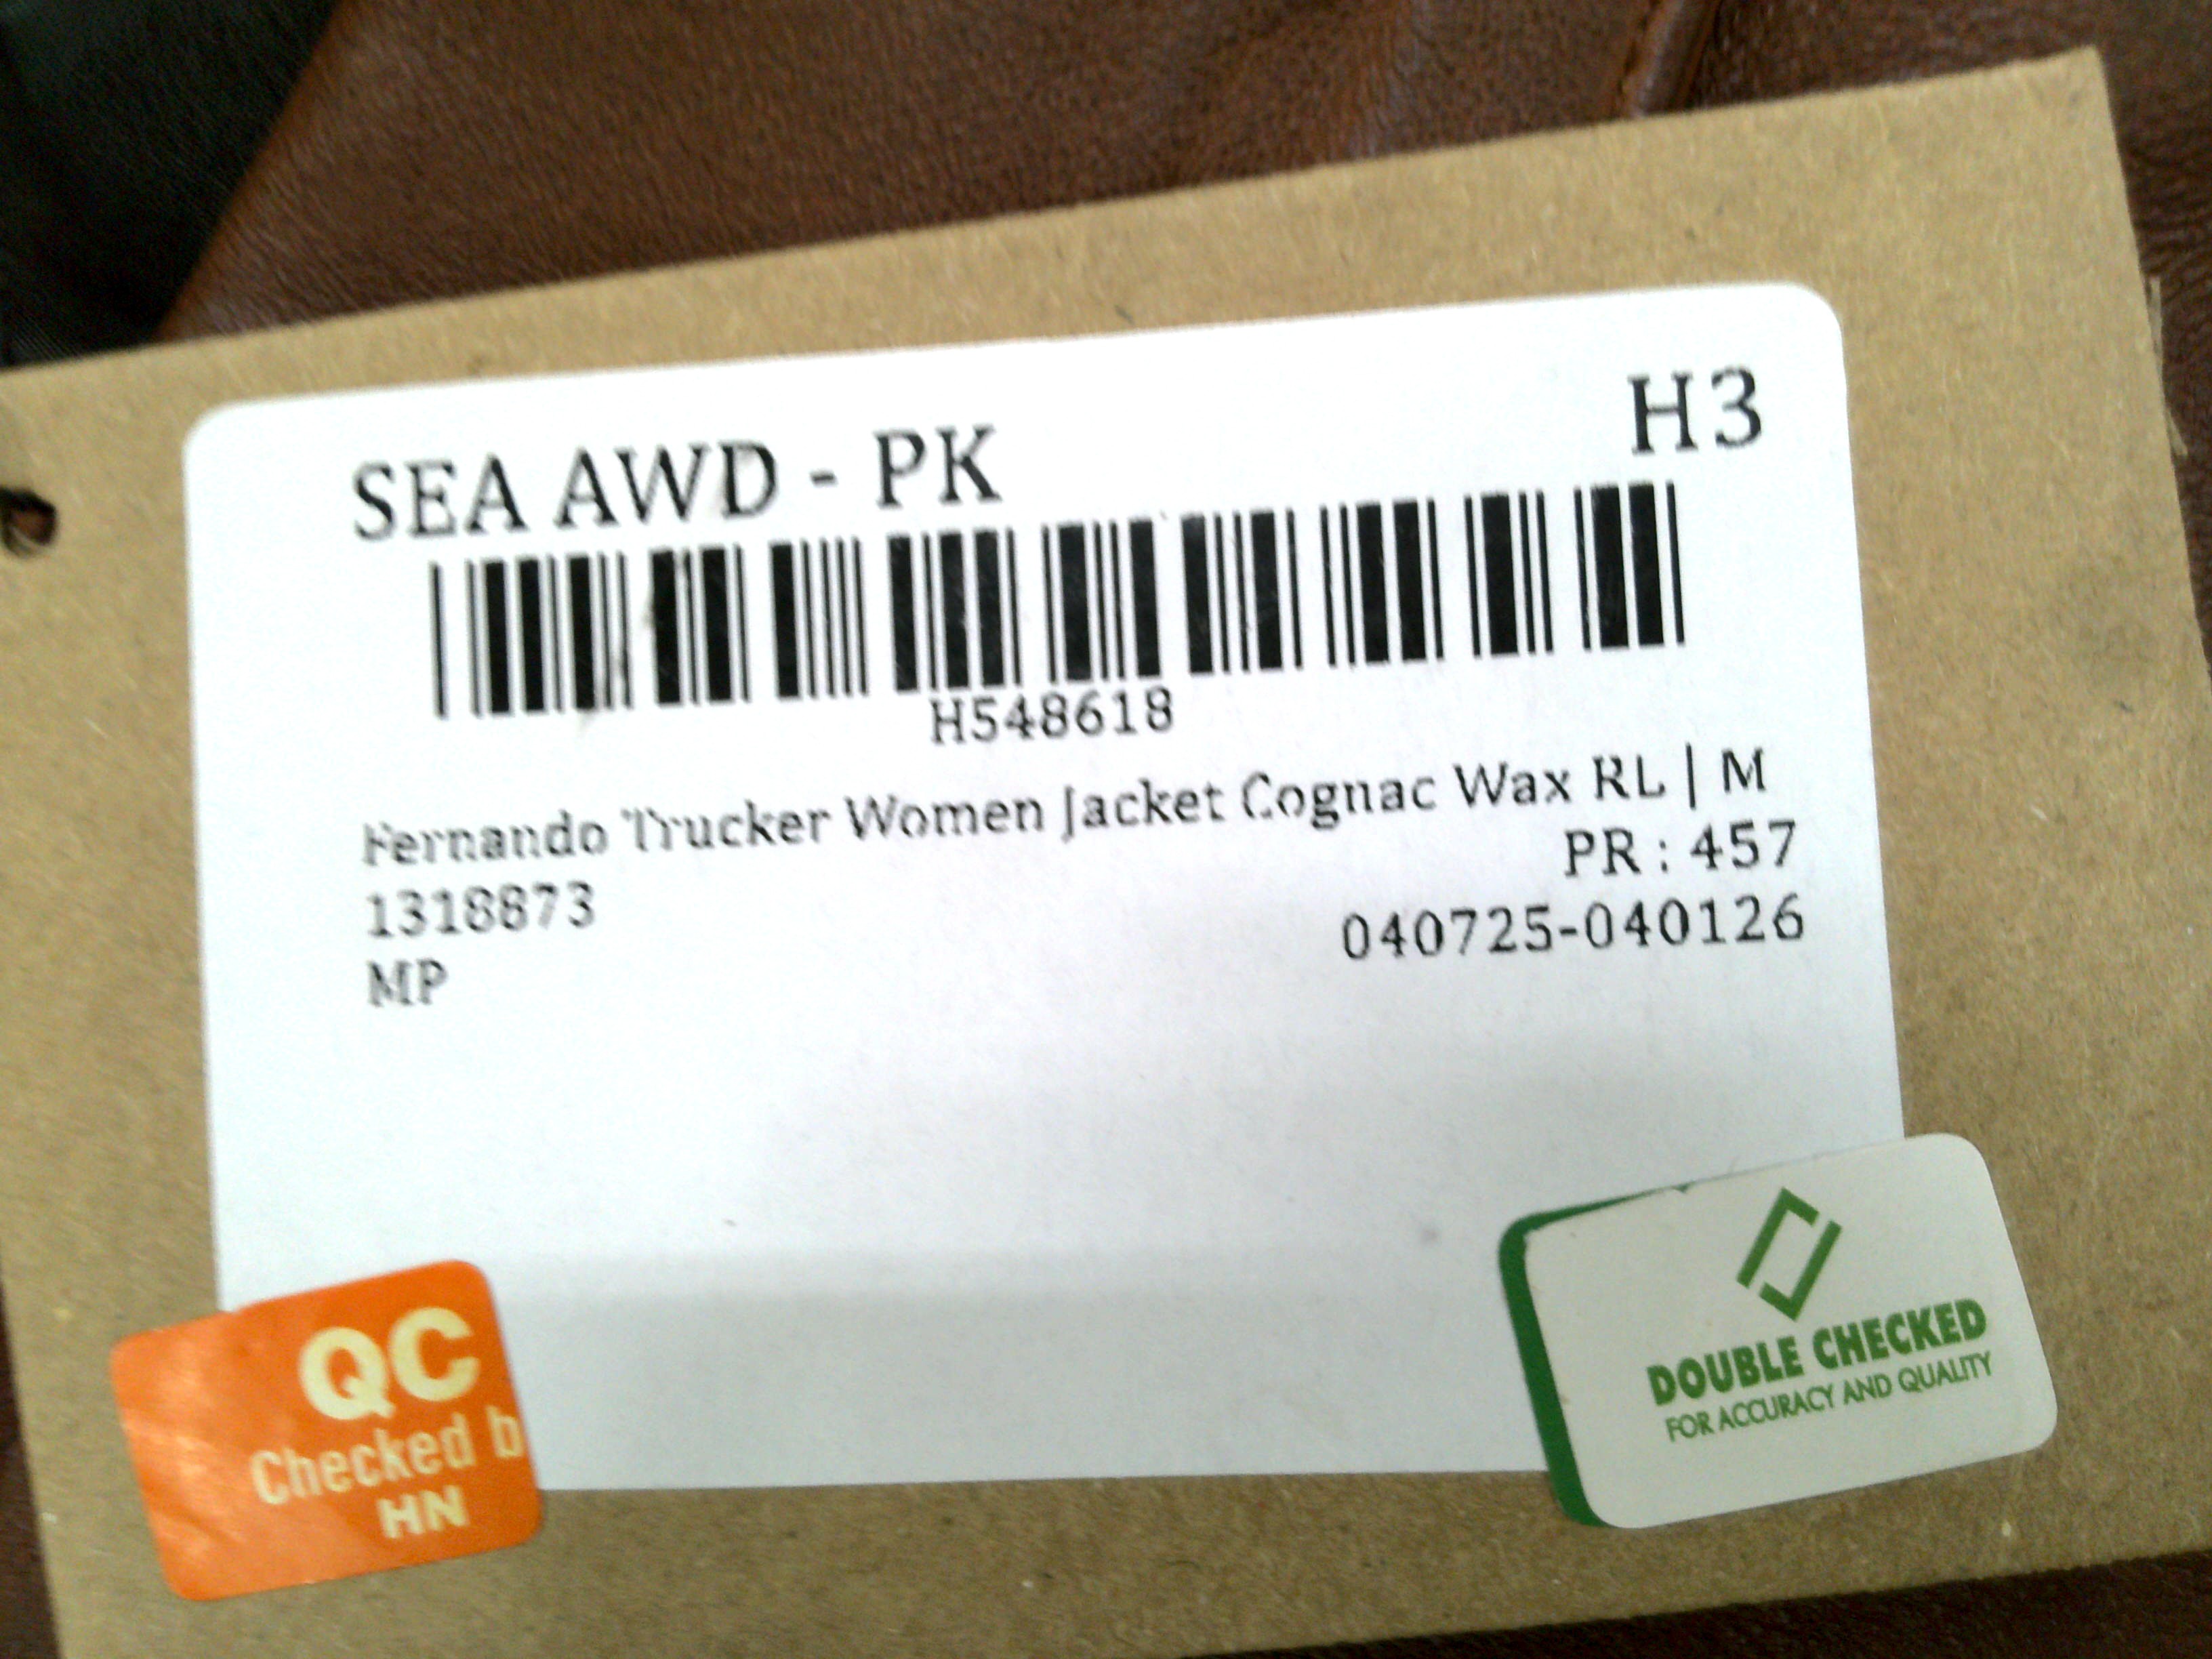 SEA AWD - PK
H3
H548618
Fernando Trucker Women Jacket Cognac Wax RL | M
PR : 457
1318873
040725-040126
MP
QC
Checked b
HN
DOUBLE CHECKED
FOR ACCURACY AND QUALITY